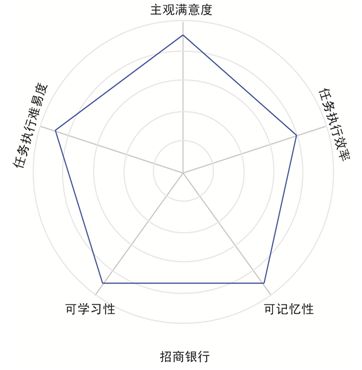 主观满意度
任务执行难易度
任务执行效率
可学习性
可记忆性
招商银行